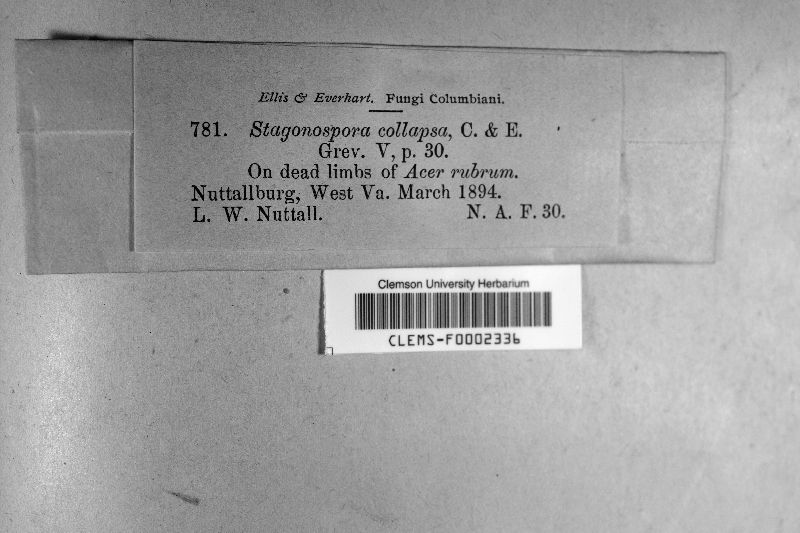 Ellis & Everhart. Fungi Columbiani.
781. Stagonospora collapsa, C. & E.
Grev. V, p. 30.
On dead limbs of Acer rubrum.
Nuttallburg, West Va. March 1894.
L. W. Nuttall. N. A. F. 30.
Clemson University Herbarium
CLEMS-F0002336